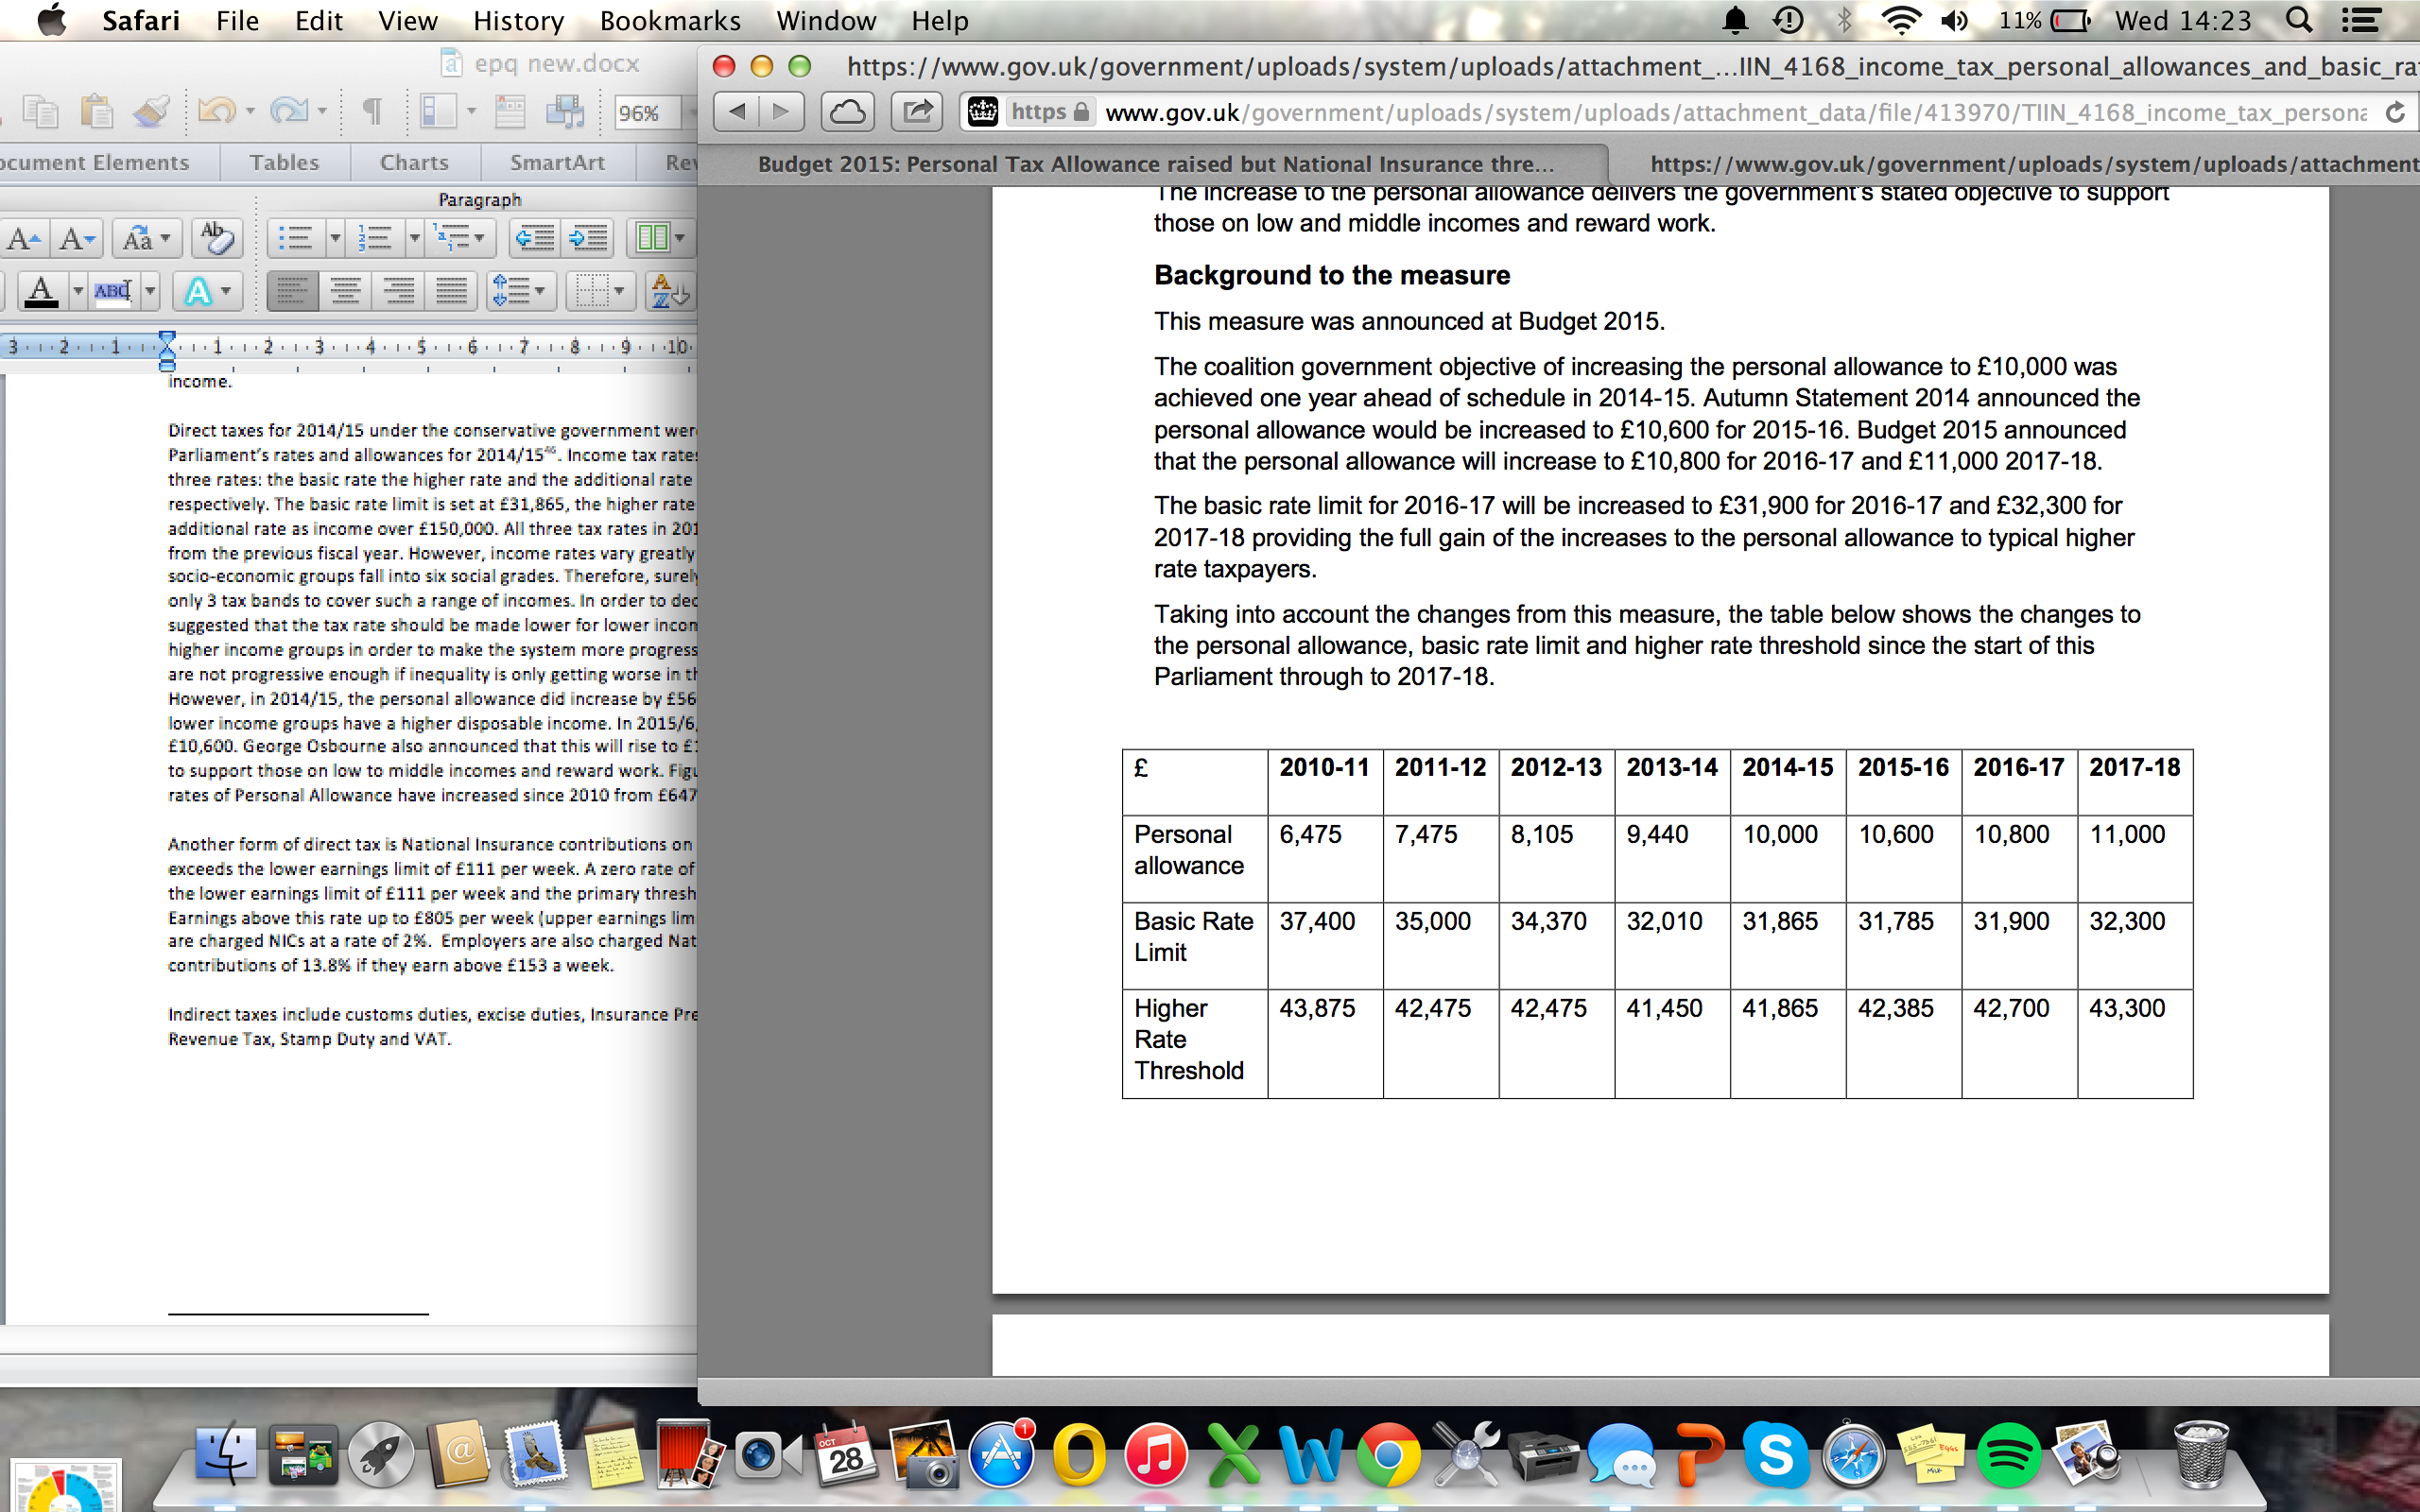 Safari File Edit View History Bookmarks Window Help
11% Wed 14:23
epq new.docx
96%
ocument Elements Tables Charts SmartArt Rev
Paragraph
3 2 1 1 2 3 4 5 6 7 8 9 10
income.
Direct taxes for 2014/15 under the conservative government wer
Parliament's rates and allowances for 2014/15⁴⁶. Income tax rates
three rates: the basic rate the higher rate and the additional rate
respectively. The basic rate limit is set at £31,865, the higher rate
additional rate as income over £150,000. All three tax rates in 201
from the previous fiscal year. However, income rates vary greatly
socio-economic groups fall into six social grades. Therefore, surely
only 3 tax bands to cover such a range of incomes. In order to dec
suggested that the tax rate should be made lower for lower incom
higher income groups in order to make the system more progress
are not progressive enough if inequality is only getting worse in th
However, in 2014/15, the personal allowance did increase by £56
lower income groups have a higher disposable income. In 2015/6,
£10,600. George Osbourne also announced that this will rise to £1
to support those on low to middle incomes and reward work. Figu
rates of Personal Allowance have increased since 2010 from £647
Another form of direct tax is National Insurance contributions on
exceeds the lower earnings limit of £111 per week. A zero rate of
the lower earnings limit of £111 per week and the primary thresh
Earnings above this rate up to £805 per week (upper earnings lim
are charged NICs at a rate of 2%. Employers are also charged Nat
contributions of 13.8% if they earn above £153 a week.
Indirect taxes include customs duties, excise duties, Insurance Pre
Revenue Tax, Stamp Duty and VAT.
https://www.gov.uk/government/uploads/system/uploads/attachment_...IIN_4168_income_tax_personal_allowances_and_basic_ra
https www.gov.uk/government/uploads/system/uploads/attachment_data/file/413970/TIIN_4168_income_tax_persona
Budget 2015: Personal Tax Allowance raised but National Insurance thre... https://www.gov.uk/government/uploads/system/uploads/attachment
The increase to the personal allowance delivers the government's stated objective to support
those on low and middle incomes and reward work.
Background to the measure
This measure was announced at Budget 2015.
The coalition government objective of increasing the personal allowance to £10,000 was
achieved one year ahead of schedule in 2014-15. Autumn Statement 2014 announced the
personal allowance would be increased to £10,600 for 2015-16. Budget 2015 announced
that the personal allowance will increase to £10,800 for 2016-17 and £11,000 2017-18.
The basic rate limit for 2016-17 will be increased to £31,900 for 2016-17 and £32,300 for
2017-18 providing the full gain of the increases to the personal allowance to typical higher
rate taxpayers.
Taking into account the changes from this measure, the table below shows the changes to
the personal allowance, basic rate limit and higher rate threshold since the start of this
Parliament through to 2017-18.
£ 2010-11 2011-12 2012-13 2013-14 2014-15 2015-16 2016-17 2017-18
Personal allowance 6,475 7,475 8,105 9,440 10,000 10,600 10,800 11,000
Basic Rate Limit 37,400 35,000 34,370 32,010 31,865 31,785 31,900 32,300
Higher Rate Threshold 43,875 42,475 42,475 41,450 41,865 42,385 42,700 43,300
OCT
28
1